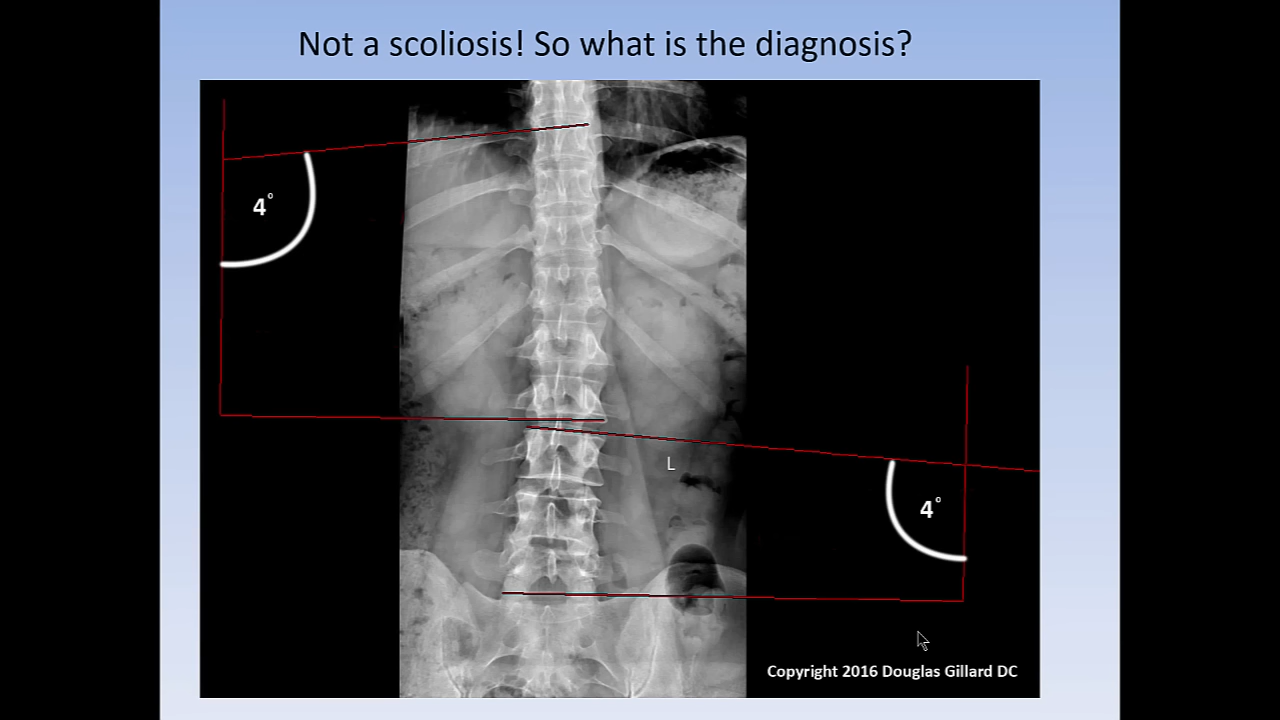 Not a scoliosis! So what is the diagnosis?
4°
L
4°
Copyright 2016 Douglas Gillard DC